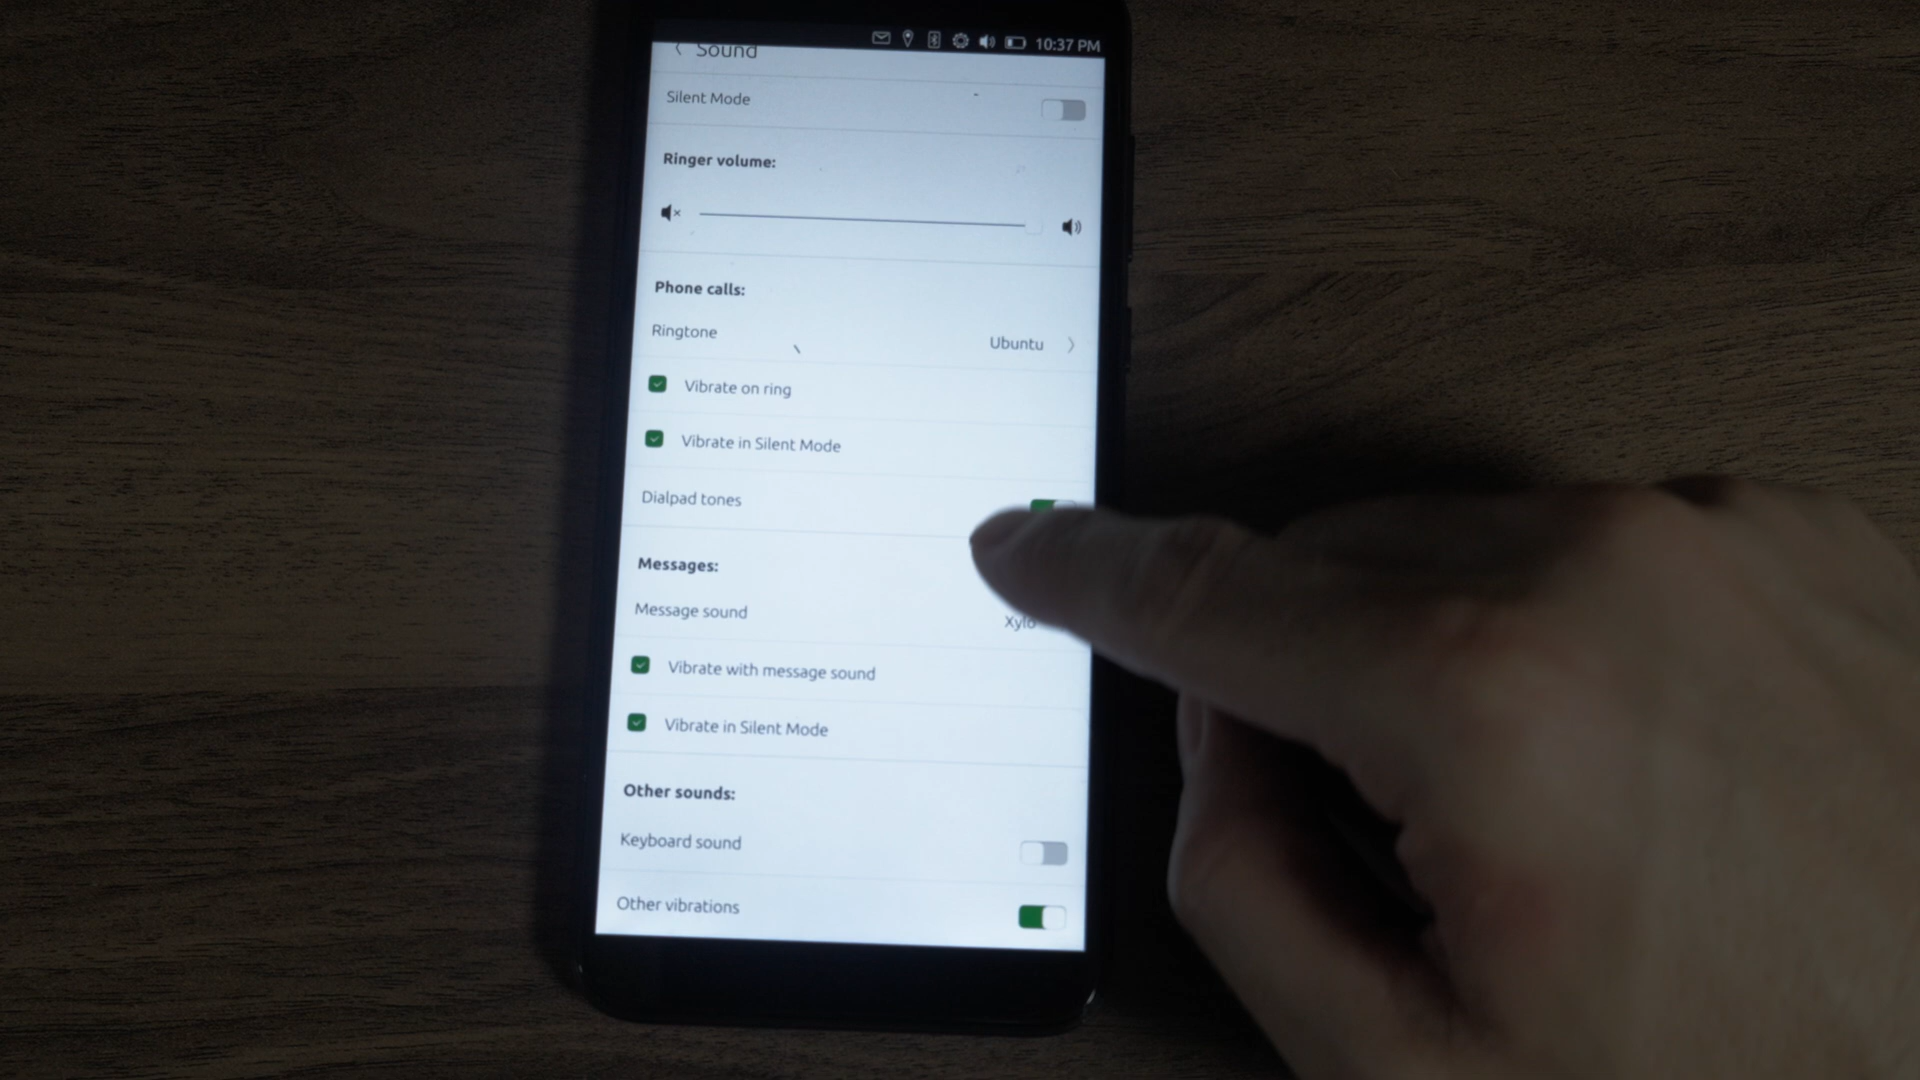 10:37 PM
Sound
Silent Mode
Ringer volume:
Phone calls:
Ringtone
Ubuntu
Vibrate on ring
Vibrate in Silent Mode
Dialpad tones
Messages:
Message sound
Xylo
Vibrate with message sound
Vibrate in Silent Mode
Other sounds:
Keyboard sound
Other vibrations